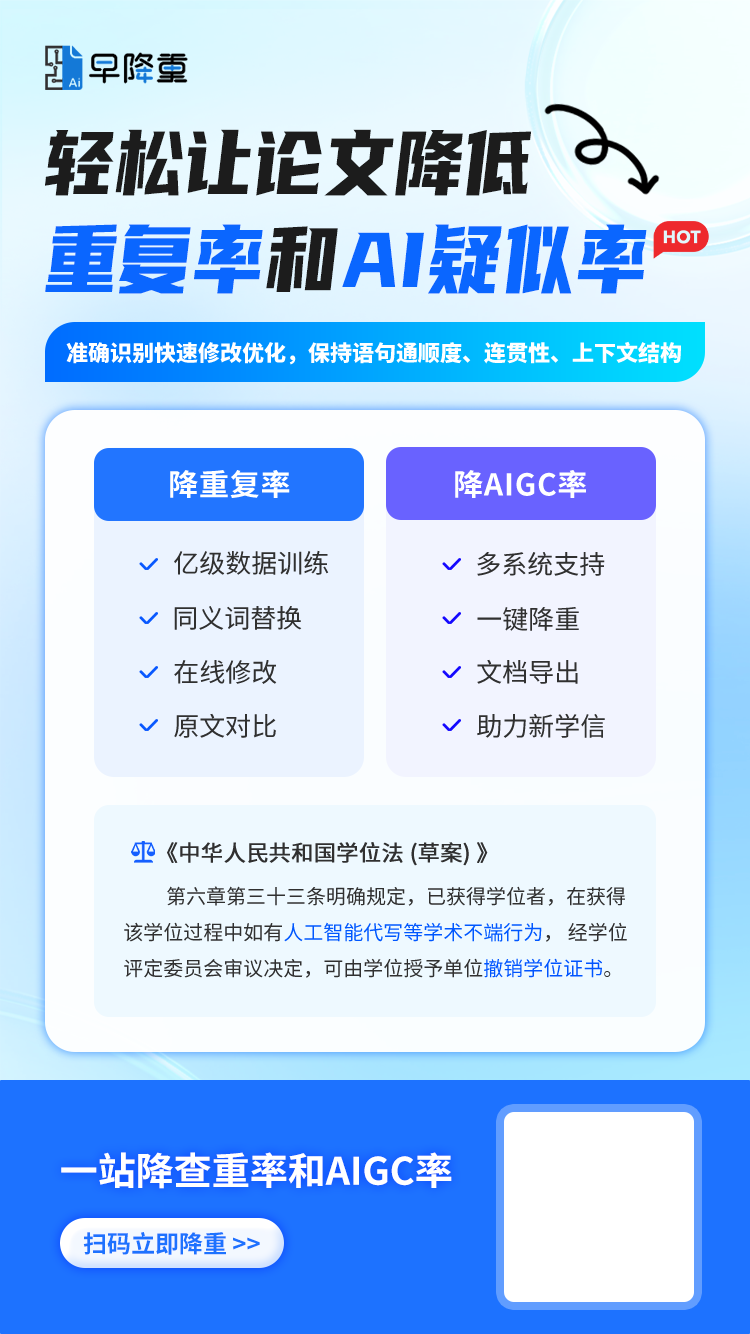 Ai 早降重
轻松让论文降低
重复率和AI疑似率 HOT
准确识别快速修改优化，保持语句通顺度、连贯性、上下文结构
降重复率
亿级数据训练
同义词替换
在线修改
原文对比
降AIGC率
多系统支持
一键降重
文档导出
助力新学信
《中华人民共和国学位法 (草案) 》
第六章第三十三条明确规定，已获得学位者，在获得
该学位过程中如有人工智能代写等学术不端行为， 经学位
评定委员会审议决定，可由学位授予单位撤销学位证书。
一站降查重率和AIGC率
扫码立即降重 >>